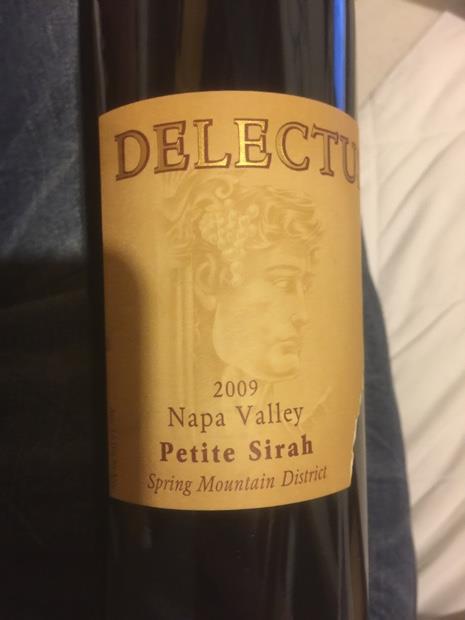 DELECTU
2009
Napa Valley
Petite Sirah
Spring Mountain District